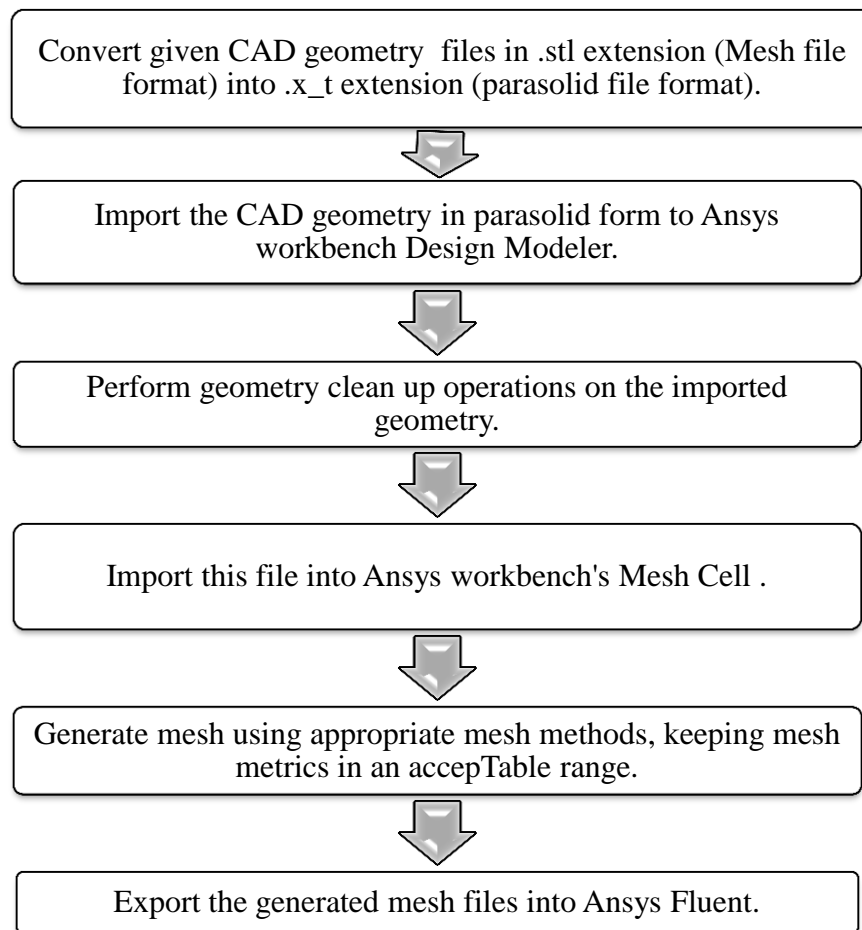 Convert given CAD geometry  files in .stl extension (Mesh file
format) into .x_t extension (parasolid file format).
Import the CAD geometry in parasolid form to Ansys
workbench Design Modeler.
Perform geometry clean up operations on the imported
geometry.
Import this file into Ansys workbench's Mesh Cell .
Generate mesh using appropriate mesh methods, keeping mesh
metrics in an accepTable range.
Export the generated mesh files into Ansys Fluent.